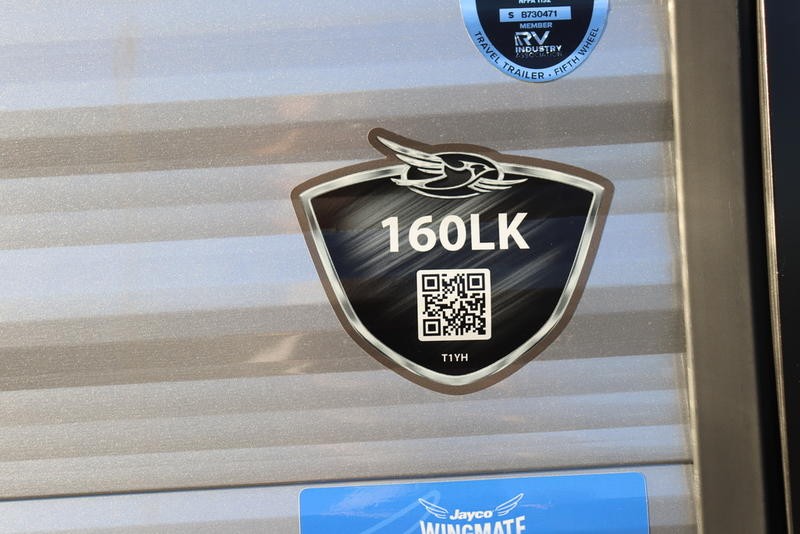 NFPA 1192
S B730471
MEMBER
RV
INDUSTRY
ASSOCIATION
TRAVEL TRAILER • FIFTH WHEEL
160LK
T1YH
Jayco
WINGMATE